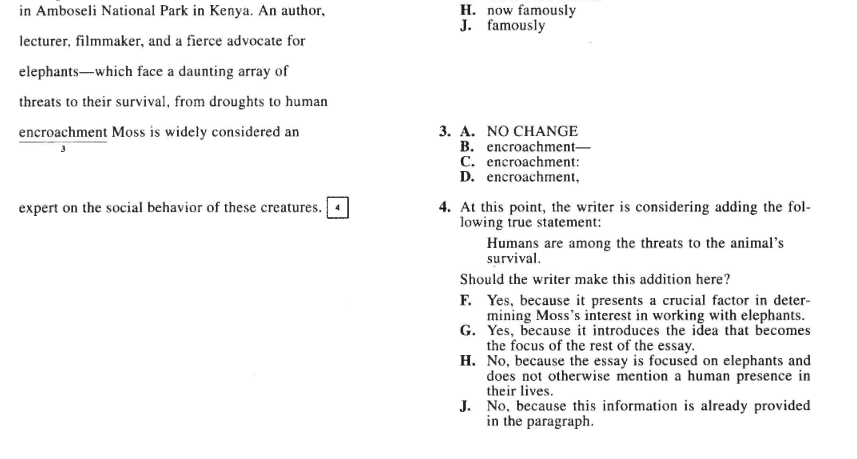 in Amboseli National Park in Kenya. An author,
lecturer, filmmaker, and a fierce advocate for
elephants—which face a daunting array of
threats to their survival, from droughts to human
encroachment Moss is widely considered an
3
expert on the social behavior of these creatures. 4
H. now famously
J. famously
3. A. NO CHANGE
B. encroachment—
C. encroachment:
D. encroachment,
4. At this point, the writer is considering adding the fol-
lowing true statement:
Humans are among the threats to the animal's
survival.
Should the writer make this addition here?
F. Yes, because it presents a crucial factor in deter-
mining Moss's interest in working with elephants.
G. Yes, because it introduces the idea that becomes
the focus of the rest of the essay.
H. No, because the essay is focused on elephants and
does not otherwise mention a human presence in
their lives.
J. No, because this information is already provided
in the paragraph.